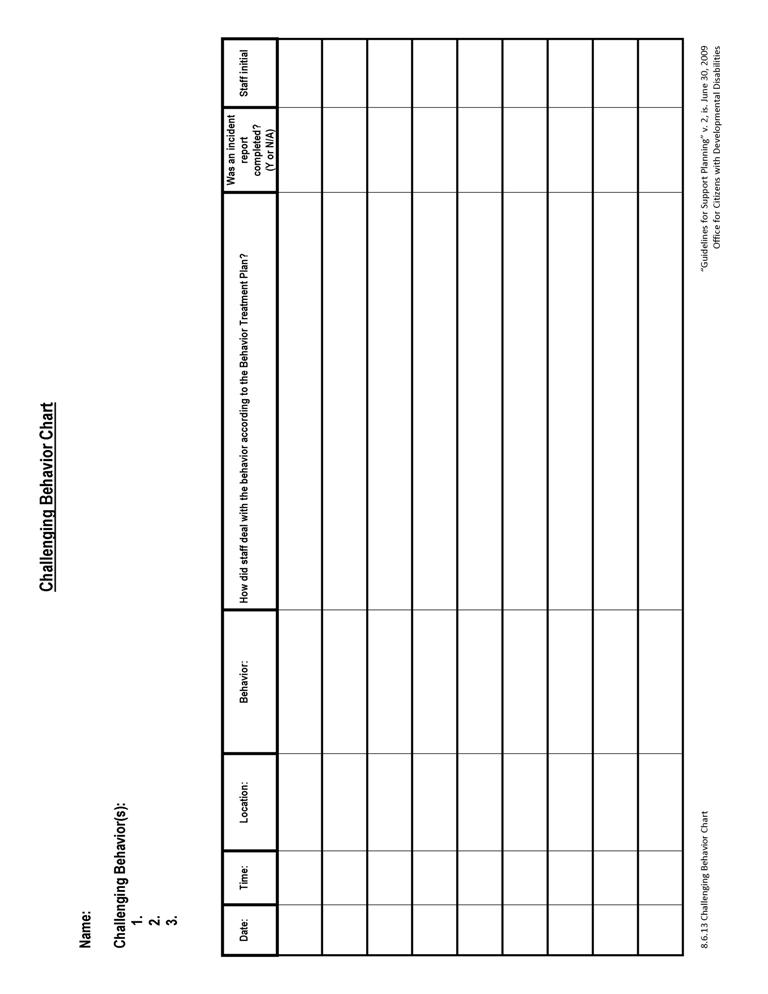 Challenging Behavior Chart
Name:
Challenging Behavior(s):
1.
2.
3.
Date:
Time:
Location:
Behavior:
How did staff deal with the behavior according to the Behavior Treatment Plan?
Was an incident
report
completed?
(Y or N/A)
Staff initial
8.6.13 Challenging Behavior Chart
"Guidelines for Support Planning" v. 2, is. June 30, 2009
Office for Citizens with Developmental Disabilities